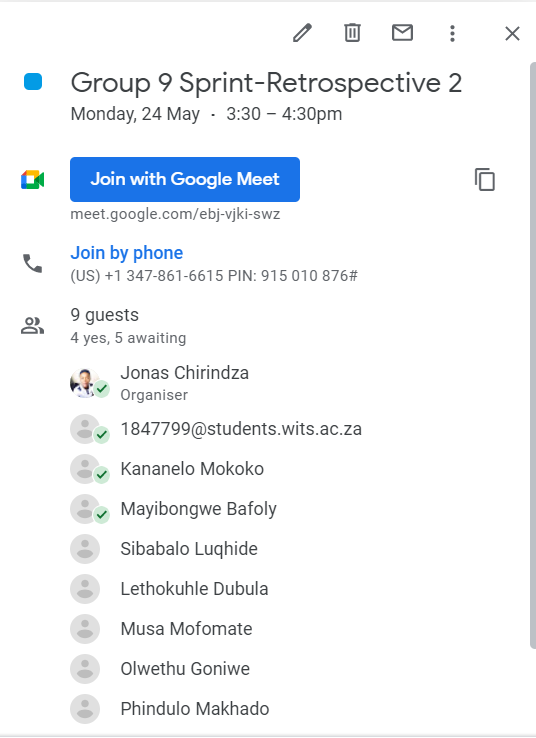 Group 9 Sprint-Retrospective 2
Monday, 24 May · 3:30 – 4:30pm
Join with Google Meet
meet.google.com/ebj-vjki-swz
Join by phone
(US) +1 347-861-6615 PIN: 915 010 876#
9 guests
4 yes, 5 awaiting
Jonas Chirindza
Organiser
1847799@students.wits.ac.za
Kananelo Mokoko
Mayibongwe Bafoly
Sibabalo Luqhide
Lethokuhle Dubula
Musa Mofomate
Olwethu Goniwe
Phindulo Makhado